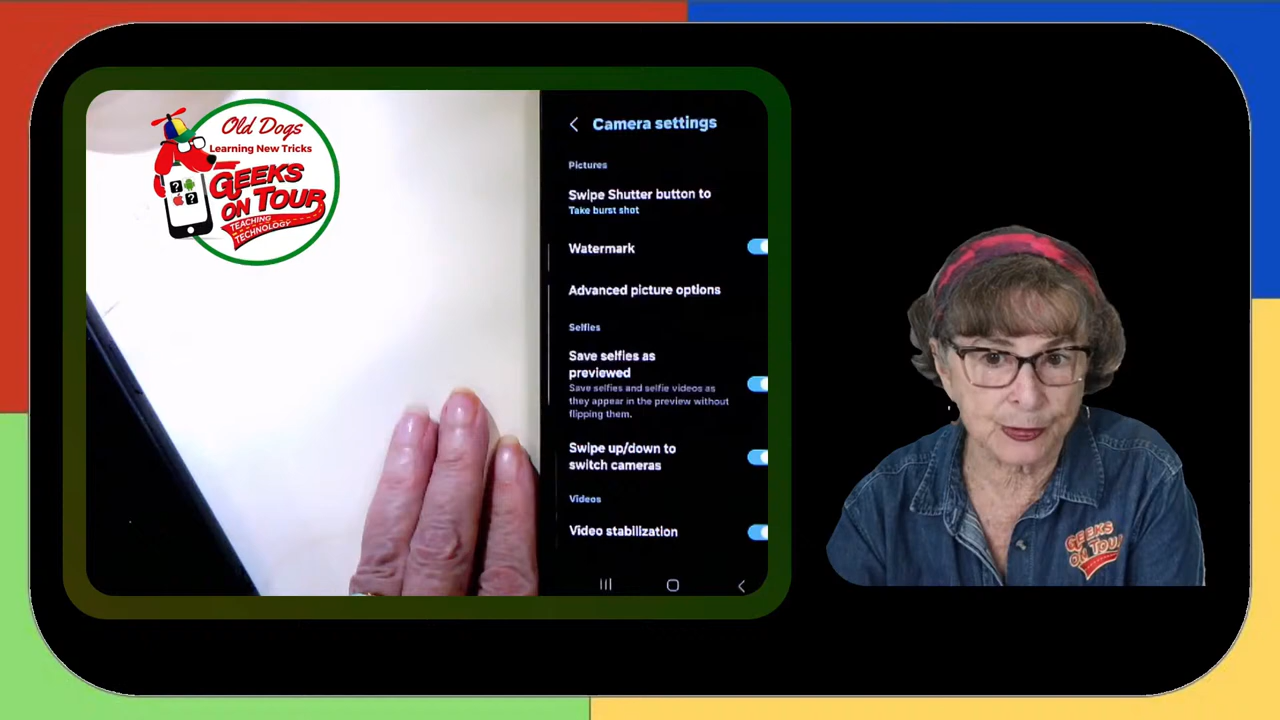 Old Dogs
Learning New Tricks
GEEKS
ON TOUR
TEACHING
TECHNOLOGY
Camera settings
Pictures
Swipe Shutter button to
Take burst shot
Watermark
Advanced picture options
Selfies
Save selfies as
previewed
Save selfies and selfie videos as
they appear in the preview without
flipping them.
Swipe up/down to
switch cameras
Videos
Video stabilization
GEEKS
ON TOUR